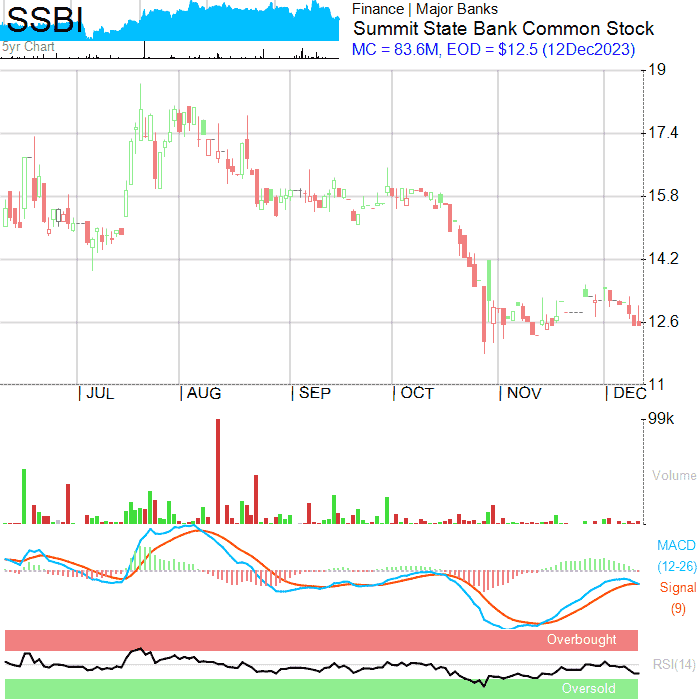 SSBI
5yr Chart
Finance | Major Banks
Summit State Bank Common Stock
MC = 83.6M, EOD = $12.5 (12Dec2023)
19
17.4
15.8
14.2
12.6
11
JUL AUG SEP OCT NOV DEC
99k
Volume
MACD
(12-26)
Signal
(9)
Overbought
RSI(14)
Oversold